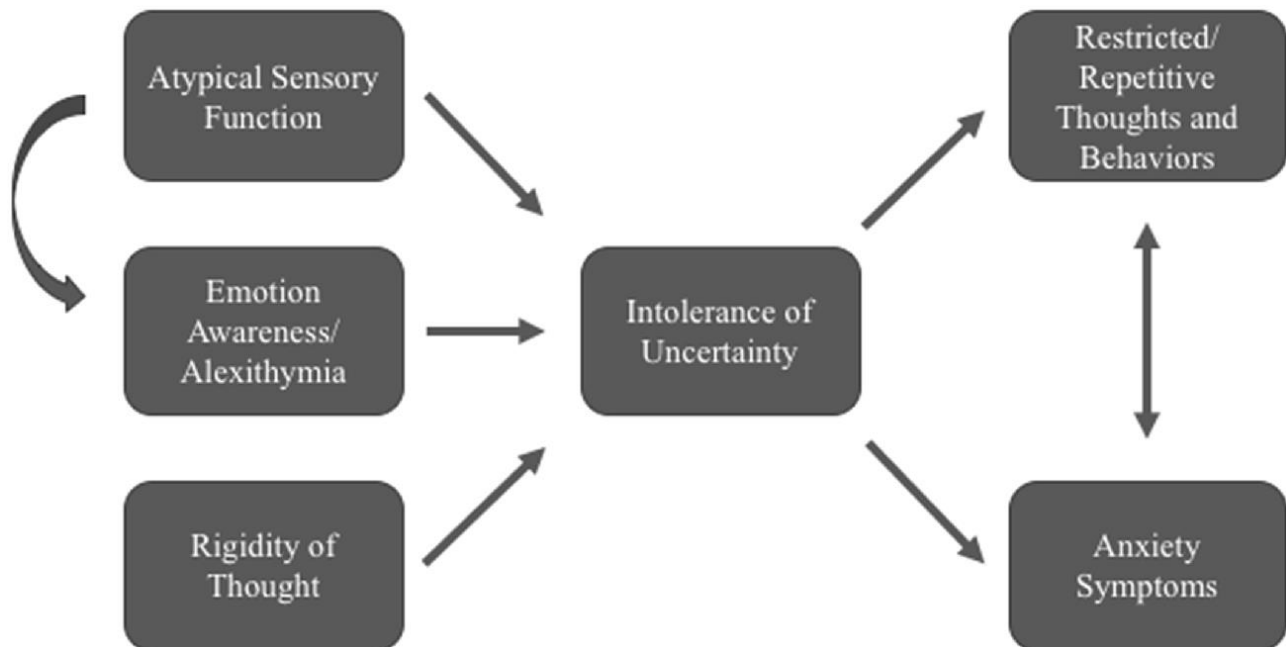 Atypical Sensory
Function
Emotion
Awareness/
Alexithymia
Rigidity of
Thought
Intolerance of
Uncertainty
Restricted/
Repetitive
Thoughts and
Behaviors
Anxiety
Symptoms